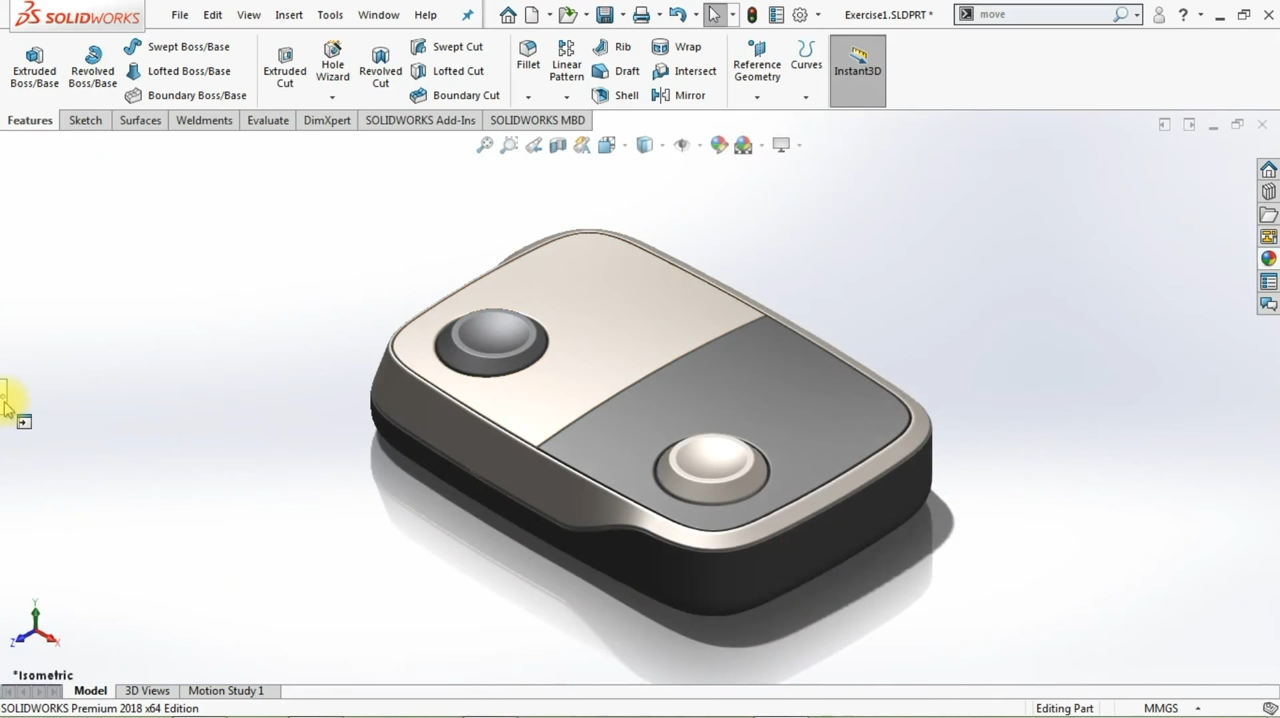 SOLIDWORKS File Edit View Insert Tools Window Help Exercise1.SLDPRT * move
Extruded Boss/Base
Revolved Boss/Base
Swept Boss/Base
Lofted Boss/Base
Boundary Boss/Base
Extruded Cut
Hole Wizard
Revolved Cut
Swept Cut
Lofted Cut
Boundary Cut
Fillet
Linear Pattern
Rib
Draft
Shell
Wrap
Intersect
Mirror
Reference Geometry
Curves
Instant3D
Features Sketch Surfaces Weldments Evaluate DimXpert SOLIDWORKS Add-Ins SOLIDWORKS MBD
Y
Z X
*Isometric
Model 3D Views Motion Study 1
SOLIDWORKS Premium 2018 x64 Edition Editing Part MMGS